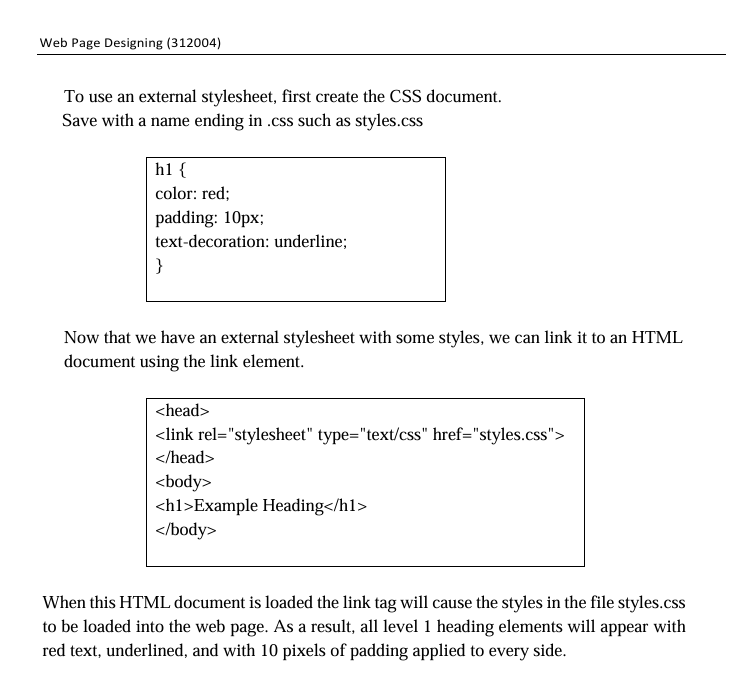 Web Page Designing (312004)
To use an external stylesheet, first create the CSS document.
Save with a name ending in .css such as styles.css
h1 {
color: red;
padding: 10px;
text-decoration: underline;
}
Now that we have an external stylesheet with some styles, we can link it to an HTML
document using the link element.
<head>
<link rel="stylesheet" type="text/css" href="styles.css">
</head>
<body>
<h1>Example Heading</h1>
</body>
When this HTML document is loaded the link tag will cause the styles in the file styles.css
to be loaded into the web page. As a result, all level 1 heading elements will appear with
red text, underlined, and with 10 pixels of padding applied to every side.